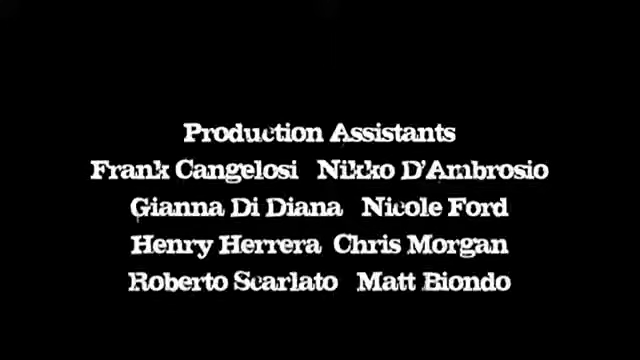 Production Assistants
Frank Cangelosi Nikko D'Ambrosio
Gianna Di Diana Nicole Ford
Henry Herrera Chris Morgan
Roberto Scarlato Matt Biondo